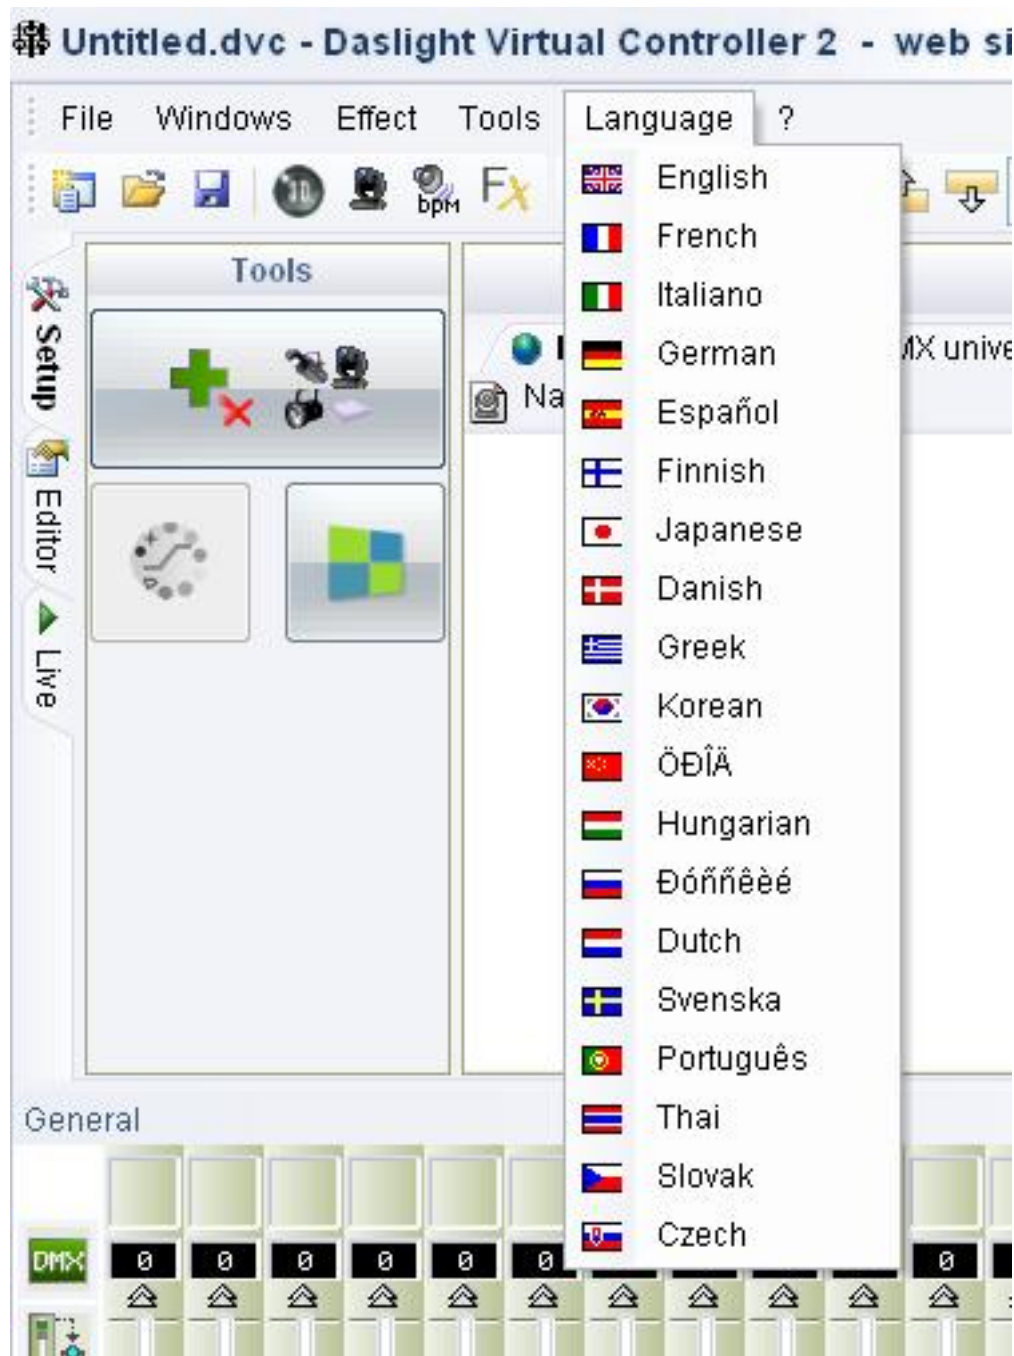 Untitled.dvc - Daslight Virtual Controller 2 - web si
File Windows Effect Tools Language ?
bpm Fx
Tools
Setup
Editor
Live
MX unive
Na
English
French
Italiano
German
Español
Finnish
Japanese
Danish
Greek
Korean
ÖÐÎÄ
Hungarian
Ðóññêèé
Dutch
Svenska
Português
Thai
Slovak
Czech
General
DMX 0 0 0 0 0 0 0